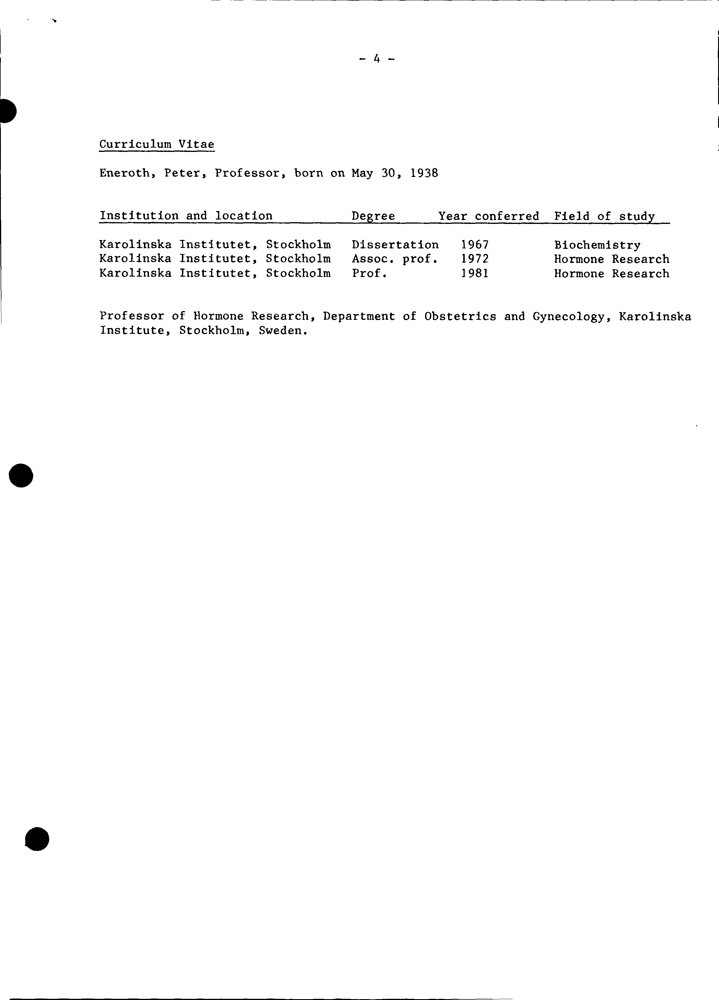 - 4 -
Curriculum Vitae
Eneroth, Peter, Professor, born on May 30, 1938
Institution and location Degree Year conferred Field of study
Karolinska Institutet, Stockholm Dissertation 1967 Biochemistry
Karolinska Institutet, Stockholm Assoc. prof. 1972 Hormone Research
Karolinska Institutet, Stockholm Prof. 1981 Hormone Research
Professor of Hormone Research, Department of Obstetrics and Gynecology, Karolinska
Institute, Stockholm, Sweden.